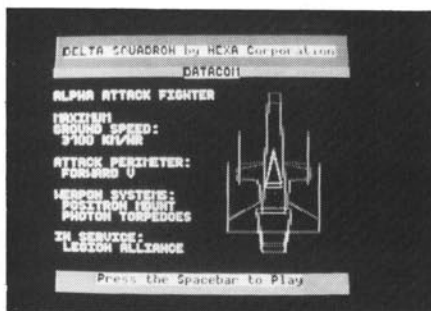 DELTA SQUADRON by HEXA Corporation
DATACOM
ALPHA ATTACK FIGHTER
MAXIMUM
GROUND SPEED:
3100 KM/HR
ATTACK PERIMETER:
FORWARD V
WEAPON SYSTEMS:
POSITRON MOUNT
PHOTON TORPEDOES
IN SERVICE:
LEGION ALLIANCE
Press the Spacebar to Play